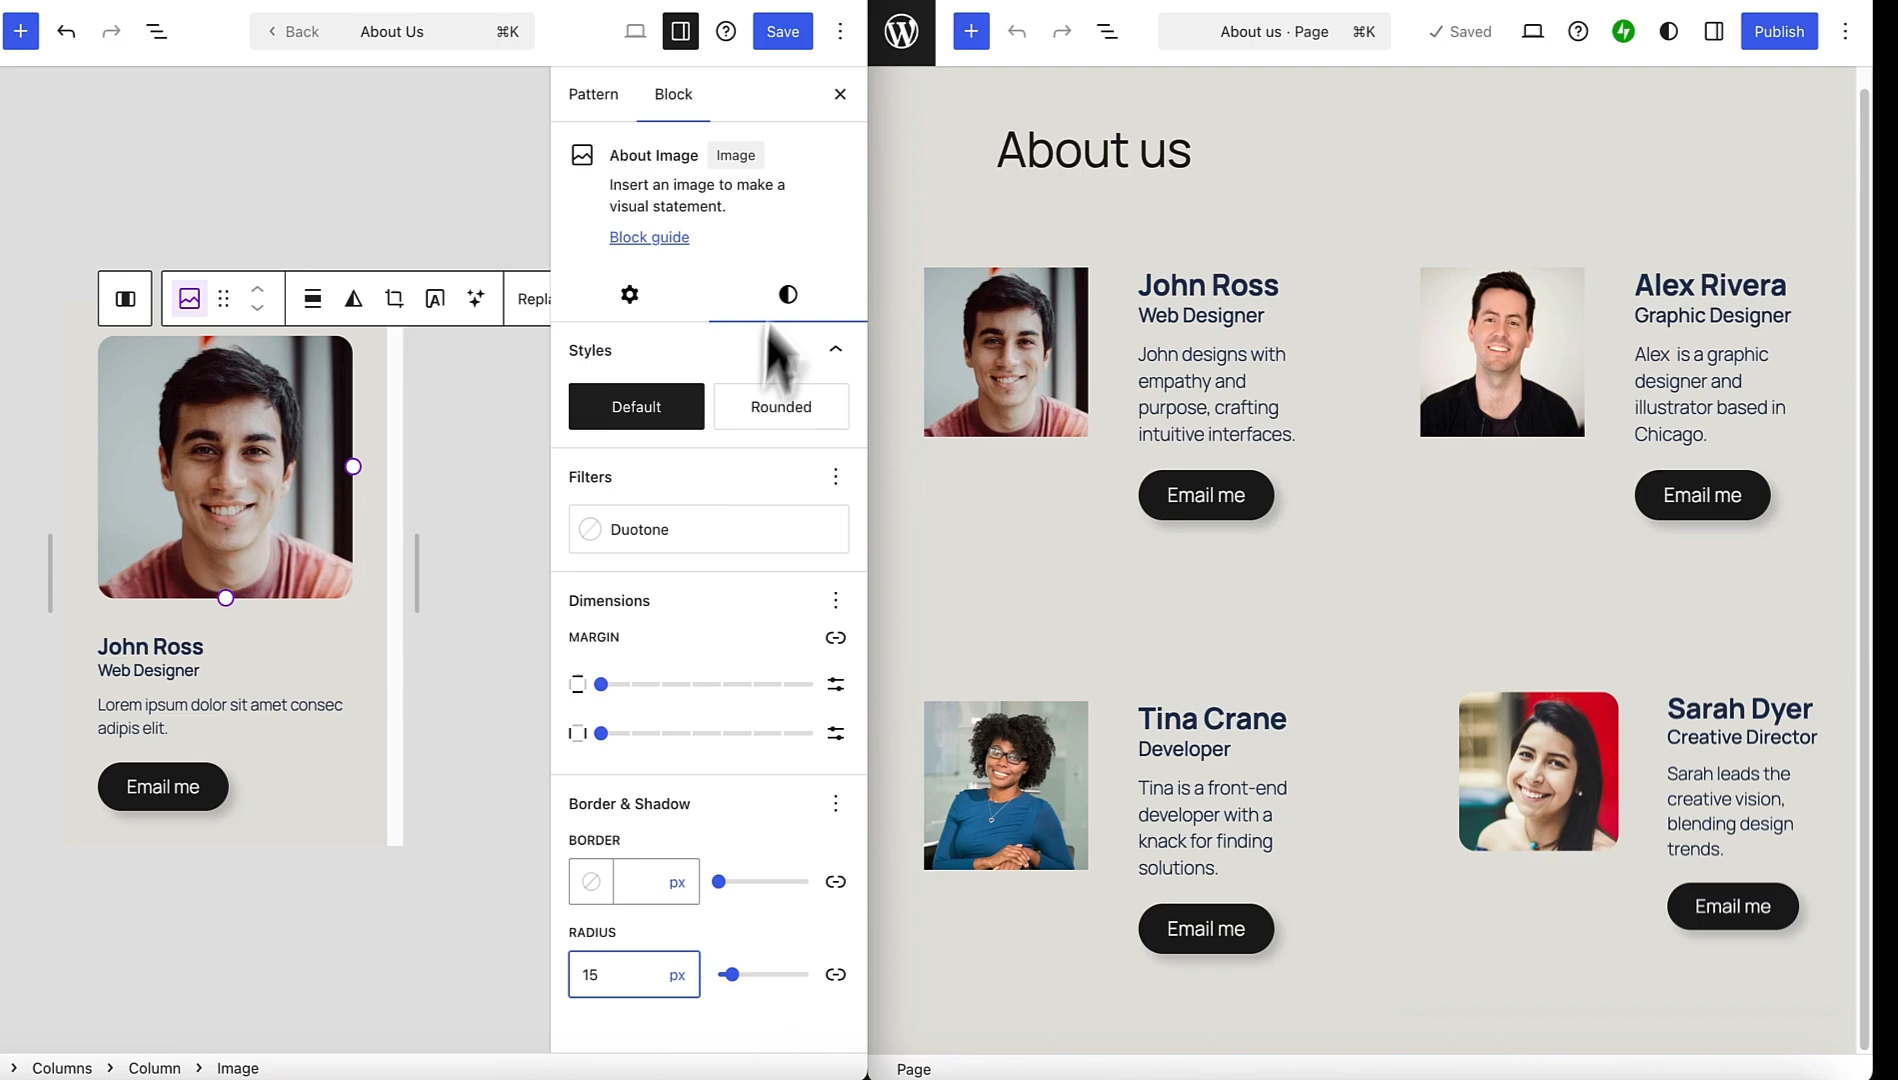 Back
About Us
⌘K
Save
Pattern
Block
About Image
Image
Insert an image to make a
visual statement.
Block guide
Repla
Styles
Default
Rounded
Filters
Duotone
Dimensions
MARGIN
Border & Shadow
BORDER
px
RADIUS
15
px
John Ross
Web Designer
Lorem ipsum dolor sit amet consec
adipis elit.
Email me
Columns
Column
Image
About us · Page
⌘K
Saved
Publish
About us
John Ross
Web Designer
John designs with
empathy and
purpose, crafting
intuitive interfaces.
Email me
Alex Rivera
Graphic Designer
Alex is a graphic
designer and
illustrator based in
Chicago.
Email me
Tina Crane
Developer
Tina is a front-end
developer with a
knack for finding
solutions.
Email me
Sarah Dyer
Creative Director
Sarah leads the
creative vision,
blending design
trends.
Email me
Page